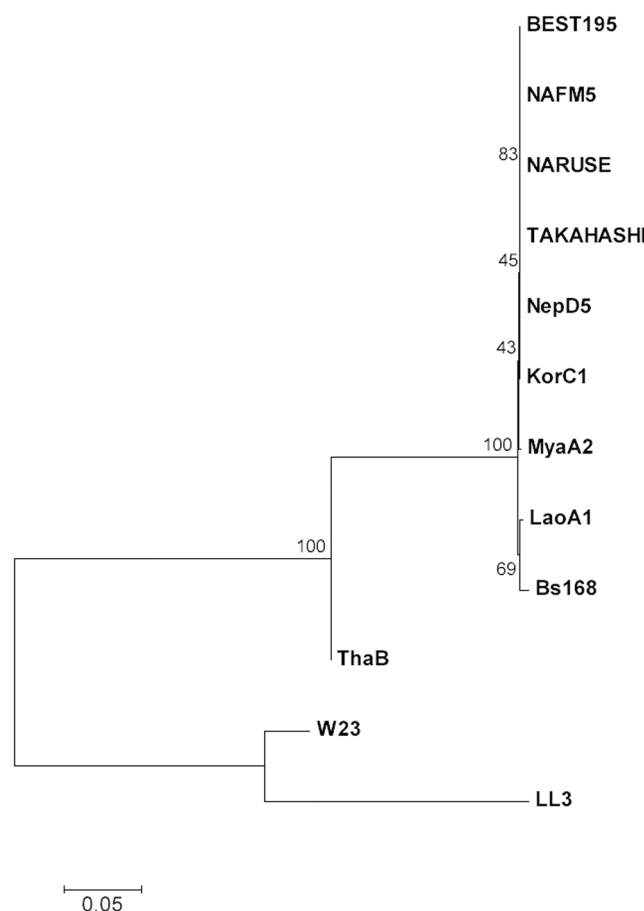 BEST195
NAFM5
83
NARUSE
TAKAHASHI
45
NepD5
43
KorC1
100
MyaA2
LaoA1
100
69
Bs168
ThaB
W23
LL3
0.05